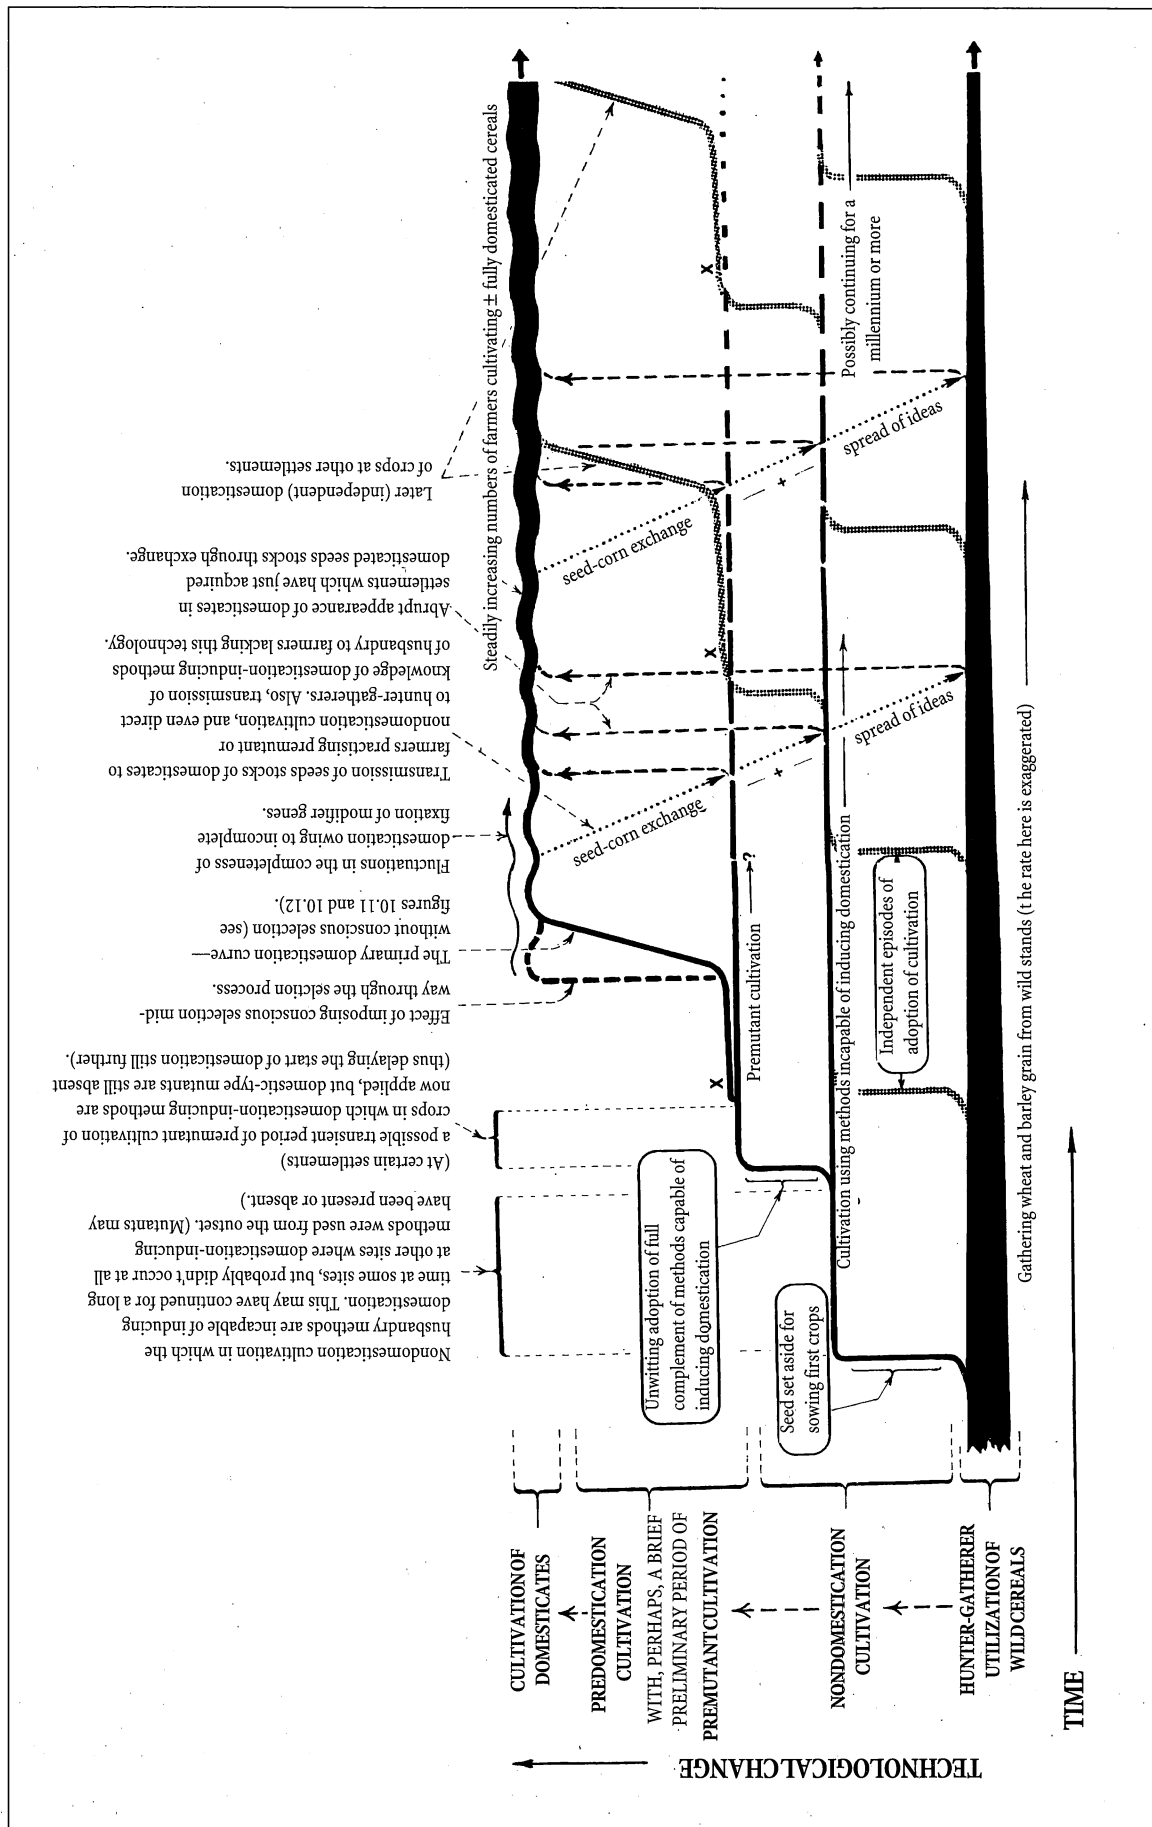 Nondomestication cultivation in which the
husbandry methods are incapable of inducing
domestication. This may have continued for a long
time at some sites, but probably didn't occur at all
at other sites where domestication-inducing
methods were used from the outset. (Mutants may
have been present or absent.)
(At certain settlements)
a possible transient period of premutant cultivation of
crops in which domestication-inducing methods are
now applied, but domestic-type mutants are still absent
(thus delaying the start of domestication still further).
Effect of imposing conscious selection mid-
way through the selction process.
The primary domestication curve—
without conscious selection (see
figures 10.11 and 10.12).
Fluctuations in the completeness of
domestication owing to incomplete
fixation of modifier genes.
Transmission of seeds stocks of domesticates to
farmers practising premutant or
nondomestication cultivation, and even direct
to hunter-gatherers. Also, transmission of
knowledge of domestication-inducing methods
of husbandry to farmers lacking this technology.
Abrupt appearance of domesticates in
settlements which have just acquired
domesticated seeds stocks through exchange.
Later (independent) domestication
of crops at other settlements.
Steadily increasing numbers of farmers cultivating ± fully domesticated cereals
TECHNOLOGICAL CHANGE
CULTIVATION OF
DOMESTICATES
PREDOMESTICATION
CULTIVATION
WITH, PERHAPS, A BRIEF
PRELIMINARY PERIOD OF
PREMUTANT CULTIVATION
NONDOMESTICATION
CULTIVATION
HUNTER-GATHERER
UTILIZATION OF
WILD CEREALS
Unwitting adoption of full
complement of methods capable of
inducing domestication
Seed set aside for
sowing first crops
x
Premutant cultivation
?
x
x
seed-corn exchange
+
spread of ideas
seed-corn exchange
+
spread of ideas
Cultivation using methods incapable of inducing domestication
Possibly continuing for a
millennium or more
Independent episodes of
adoption of cultivation
Gathering wheat and barley grain from wild stands (t he rate here is exaggerated)
TIME